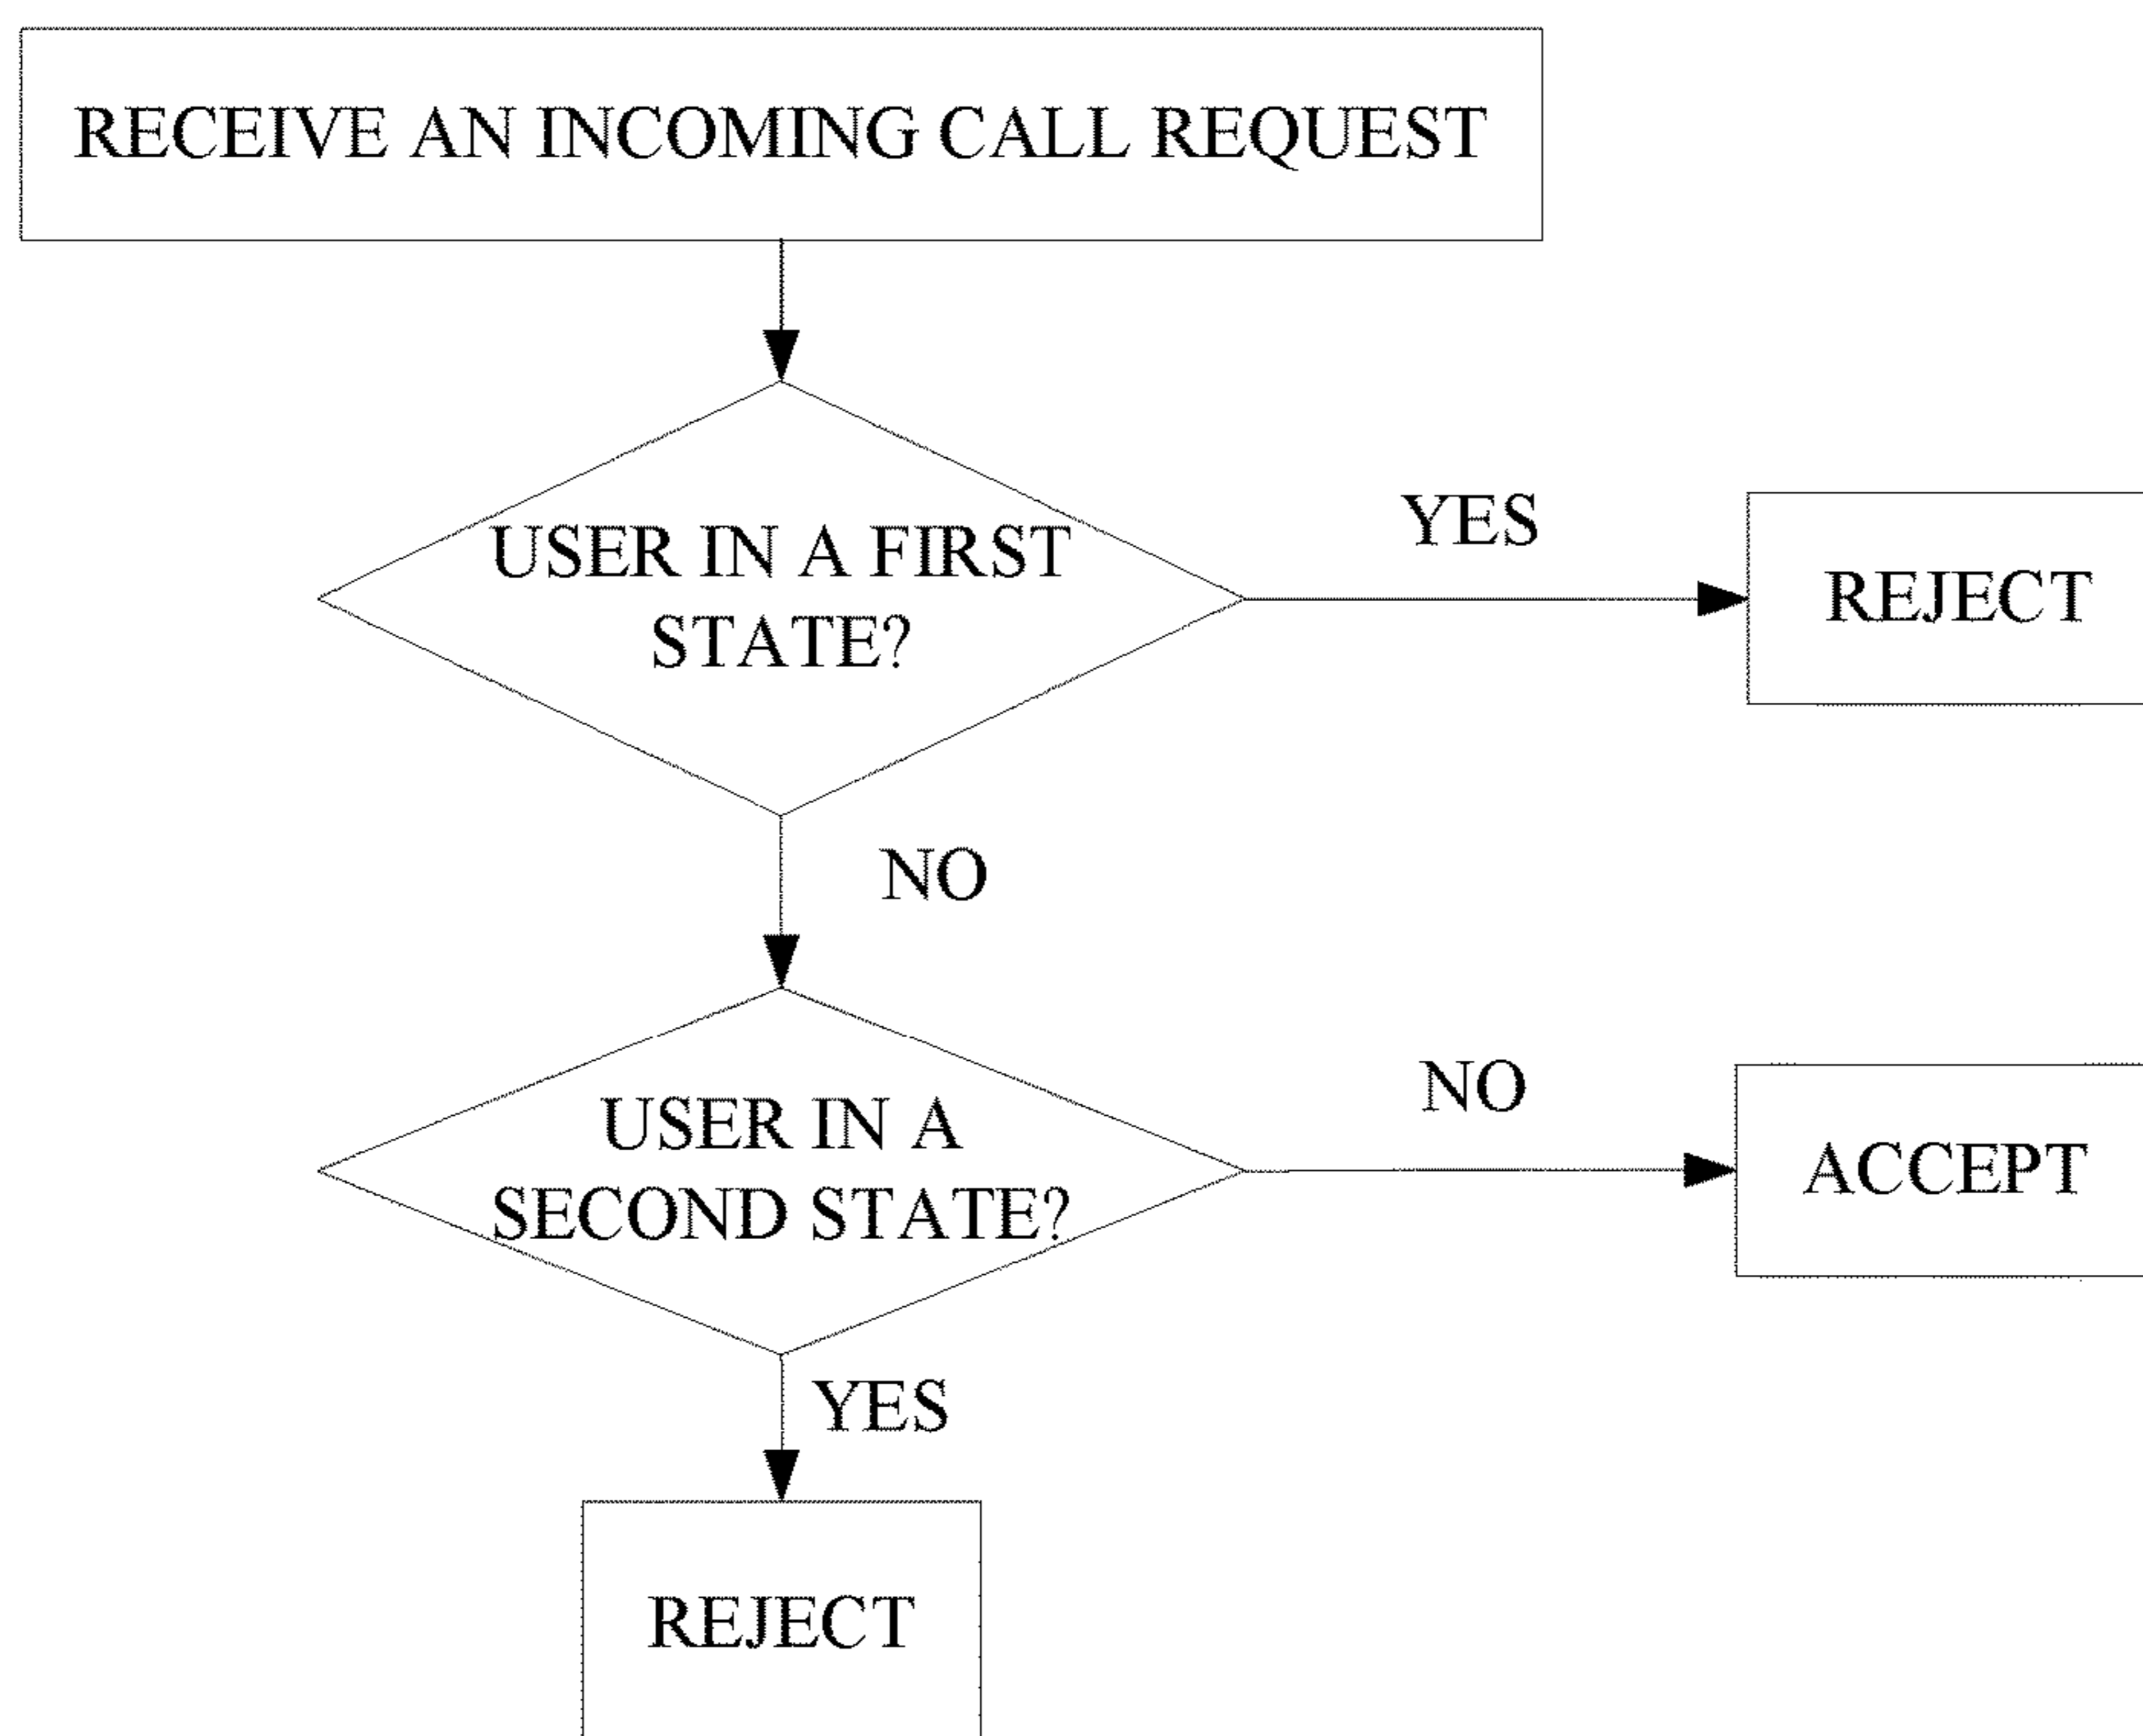 RECEIVE AN INCOMING CALL REQUEST
USER IN A FIRST
STATE?
YES
REJECT
NO
USER IN A
SECOND STATE?
NO
ACCEPT
YES
REJECT